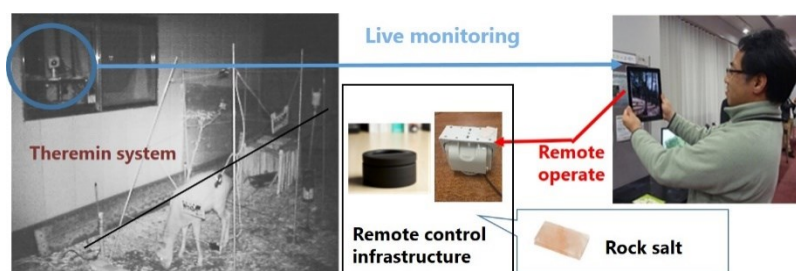 Live monitoring
Theremin system
Remote
operate
Remote control
infrastructure
Rock salt